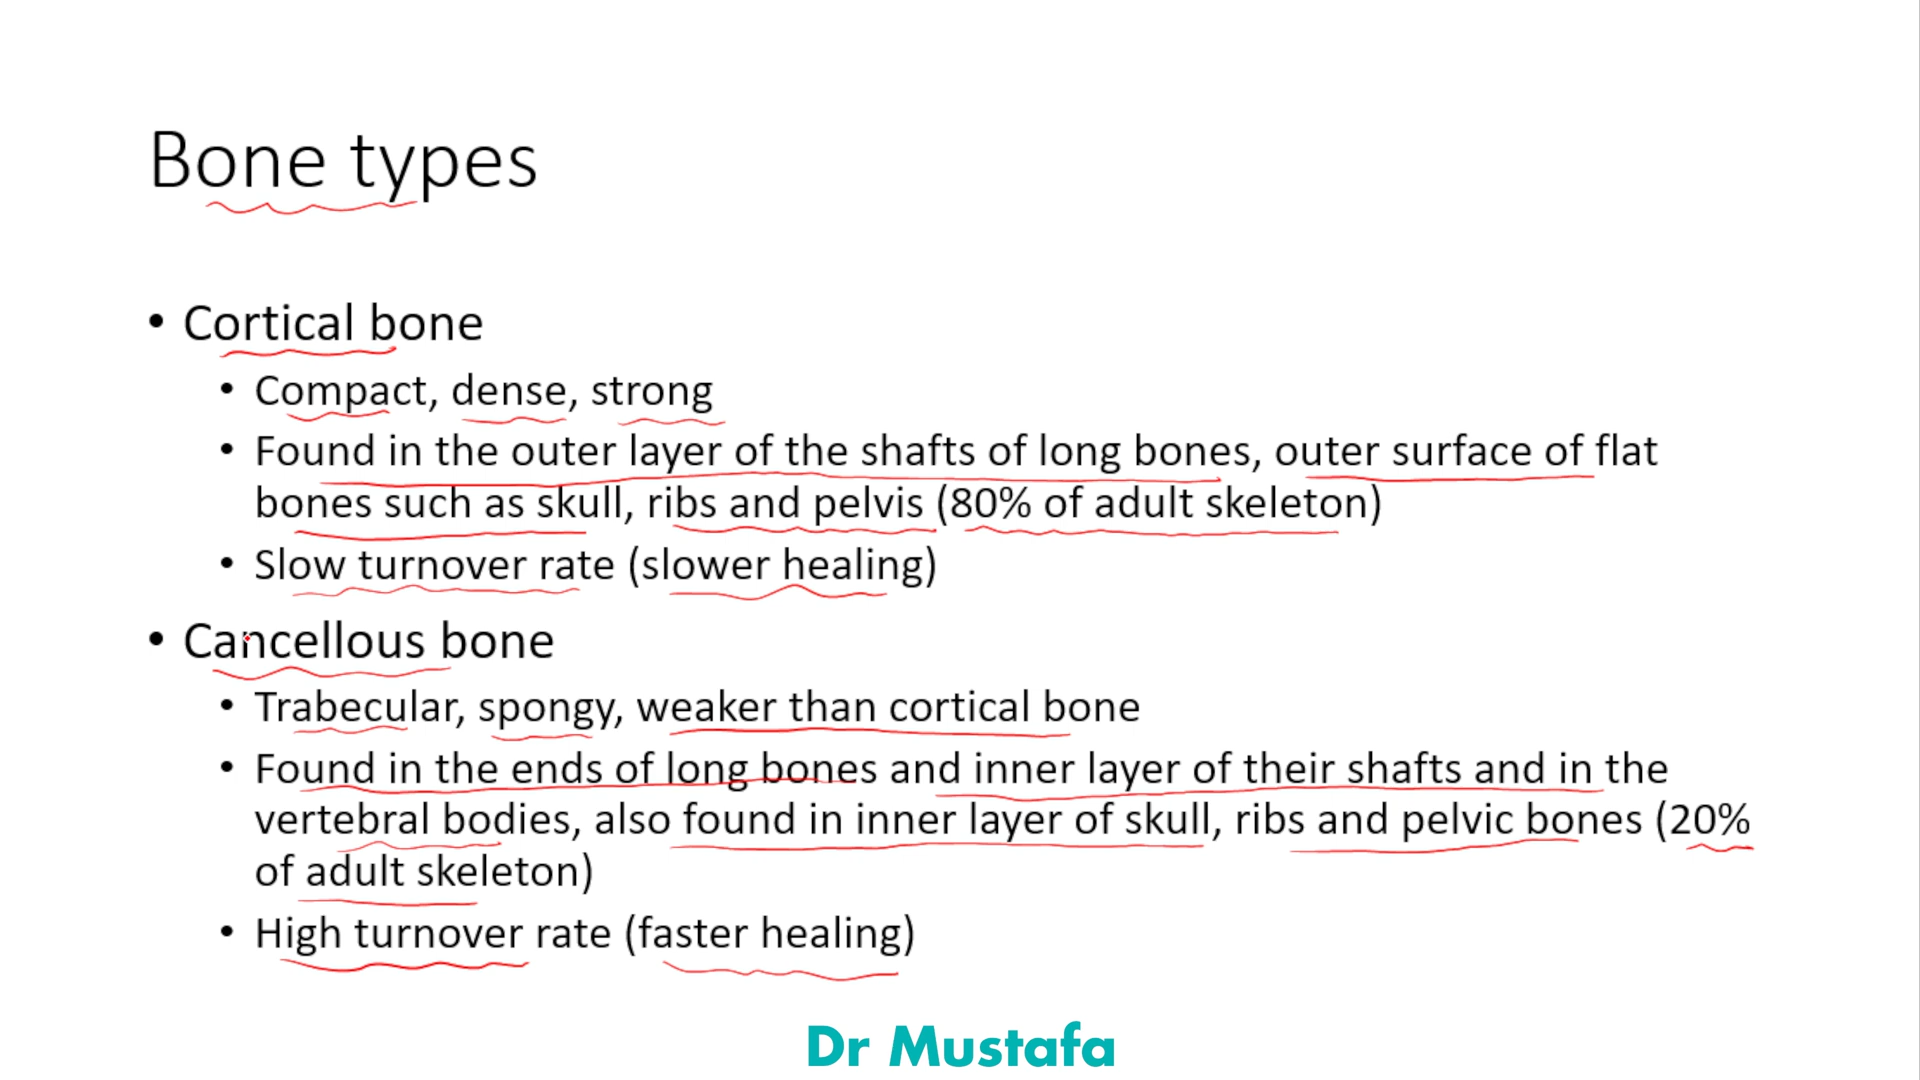 Bone types
• Cortical bone
• Compact, dense, strong
• Found in the outer layer of the shafts of long bones, outer surface of flat
bones such as skull, ribs and pelvis (80% of adult skeleton)
• Slow turnover rate (slower healing)
• Cancellous bone
• Trabecular, spongy, weaker than cortical bone
• Found in the ends of long bones and inner layer of their shafts and in the
vertebral bodies, also found in inner layer of skull, ribs and pelvic bones (20%
of adult skeleton)
• High turnover rate (faster healing)
Dr Mustafa